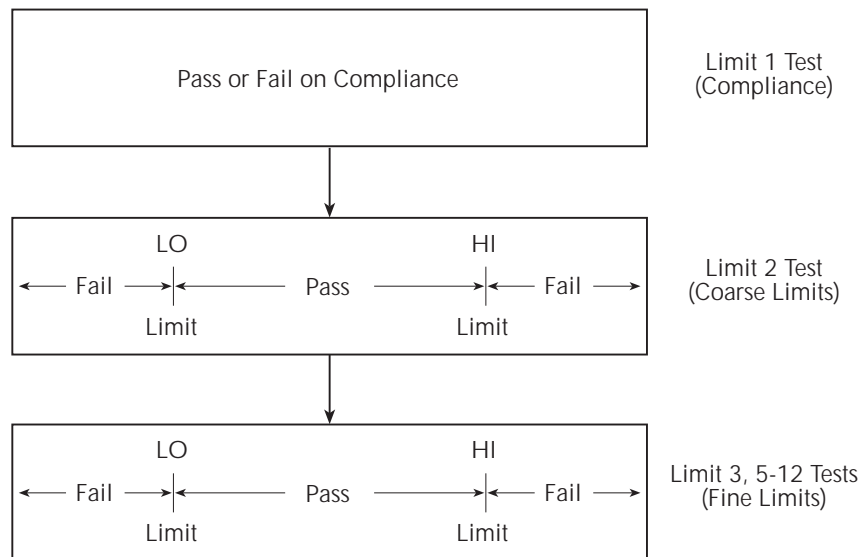 Pass or Fail on Compliance
Limit 1 Test
(Compliance)
LO HI
Fail Pass Fail
Limit Limit
Limit 2 Test
(Coarse Limits)
LO HI
Fail Pass Fail
Limit Limit
Limit 3, 5-12 Tests
(Fine Limits)